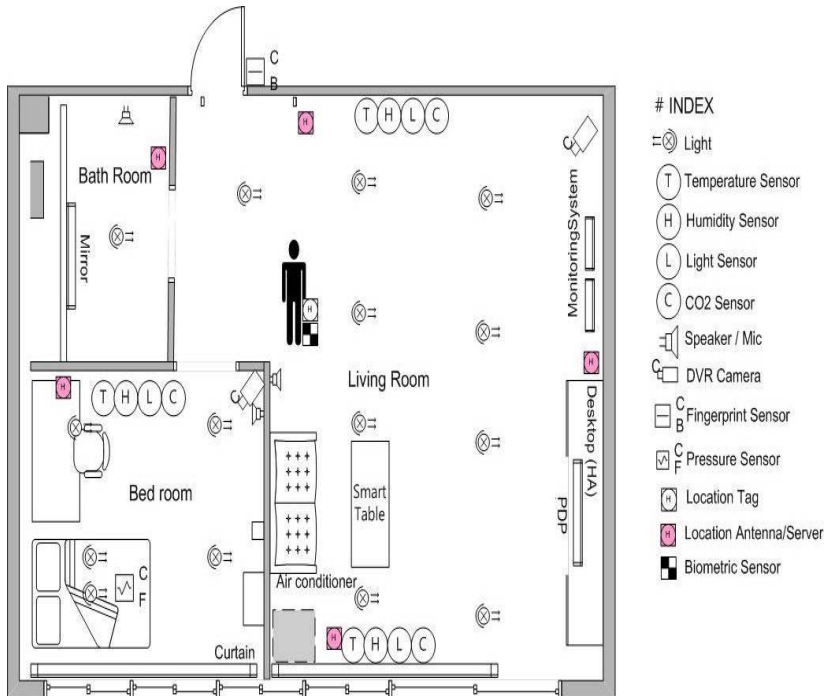 C
B
H
T H L C
C
H
Bath Room
Mirror
MonitoringSystem
H
H
Living Room
H
T H L C
C
Desktop (HA)
Bed room
Smart
Table
PDP
C
F
Air conditioner
H
T H L C
Curtain
# INDEX
Light
T Temperature Sensor
H Humidity Sensor
L Light Sensor
C CO2 Sensor
Speaker / Mic
C DVR Camera
C
B Fingerprint Sensor
C
F Pressure Sensor
H Location Tag
H Location Antenna/Server
Biometric Sensor